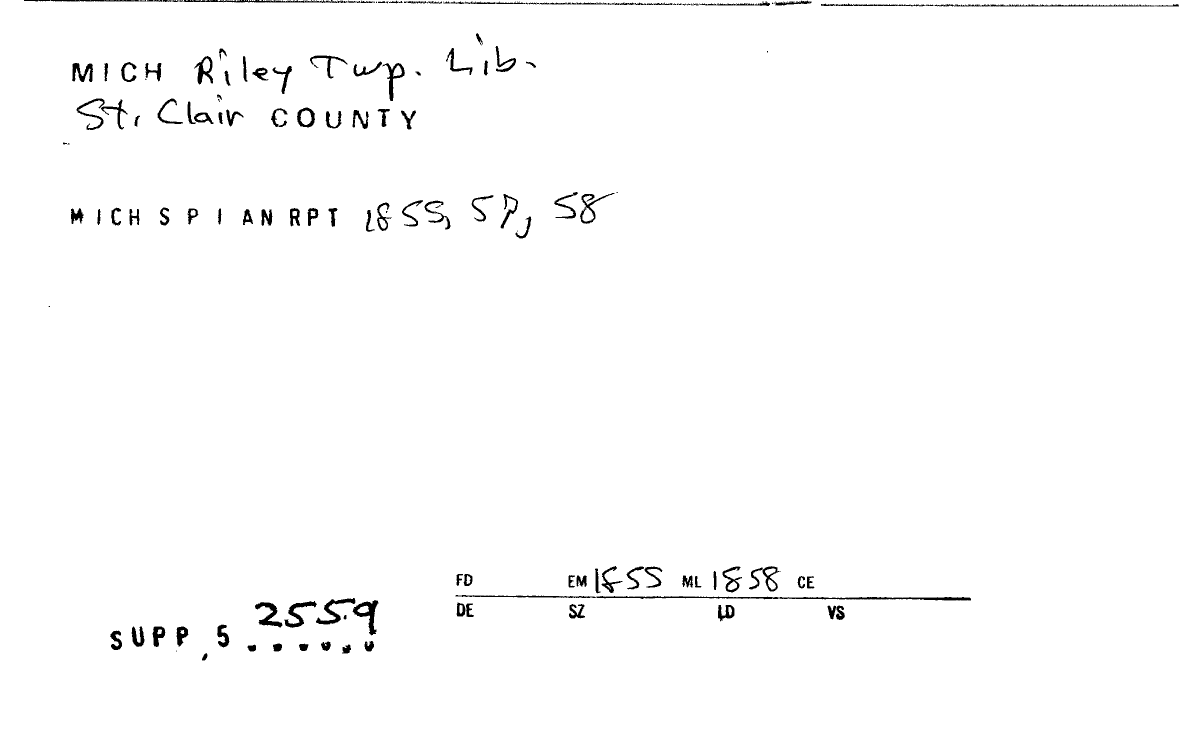 MICH Riley Twp. Lib.
St. Clair COUNTY
MICH S P I AN RPT 1855, 57, 58
FD EM 1855 ML 1858 CE
DE SZ LD VS
SUPP, 5 2559